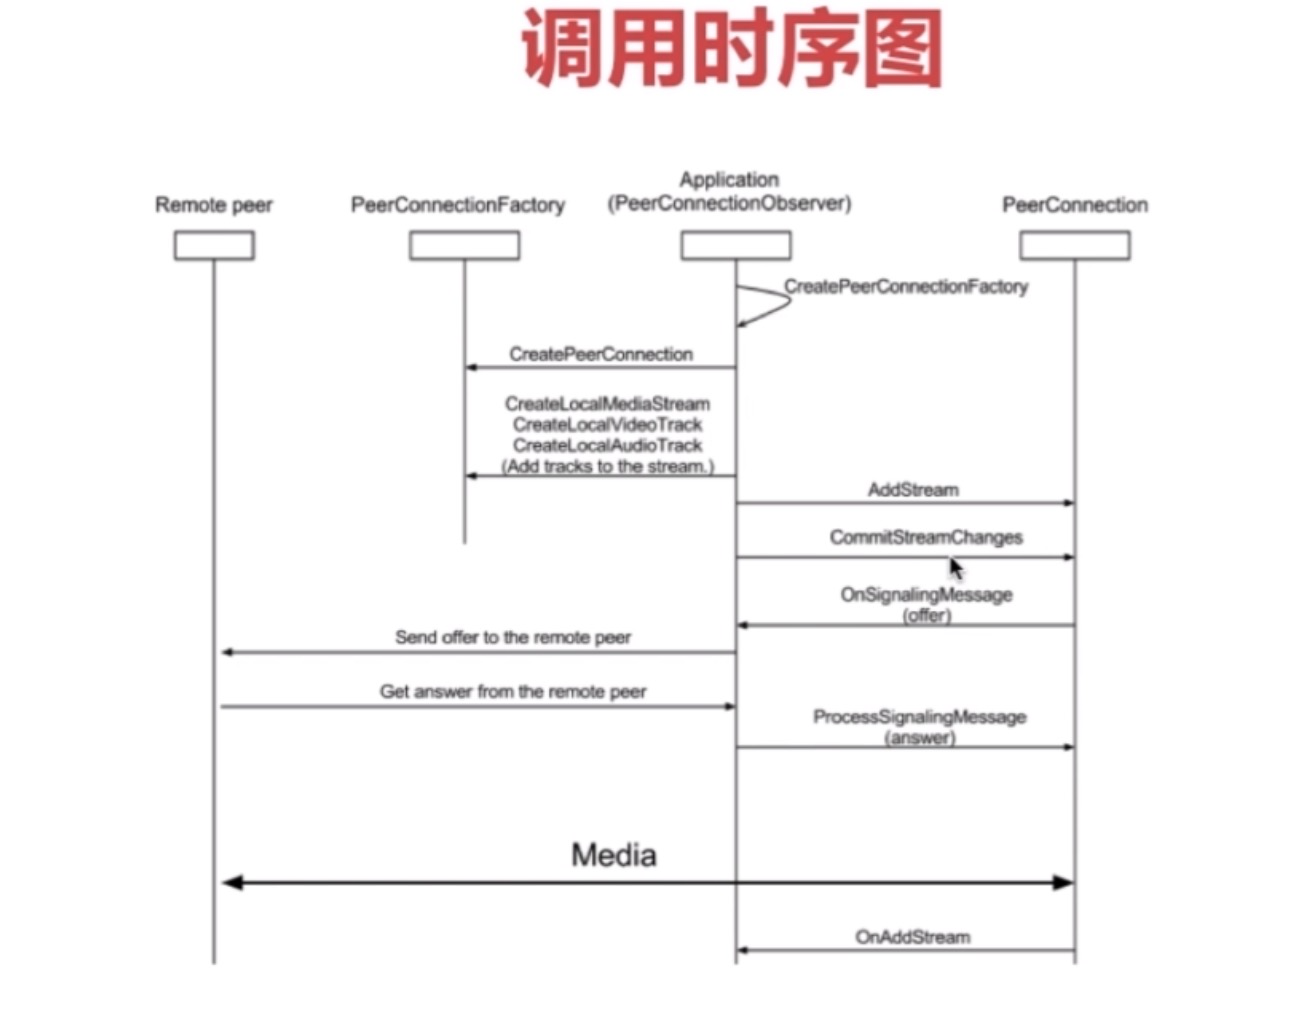 调用时序图
Application
Remote peer
PeerConnectionFactory
(PeerConnectionObserver)
PeerConnection
CreatePeerConnectionFactory
CreatePeerConnection
CreateLocalMediaStream
CreateLocalVideoTrack
CreateLocalAudioTrack
(Add tracks to the stream.)
AddStream
CommitStreamChanges
OnSignalingMessage
(offer)
Send offer to the remote peer
Get answer from the remote peer
ProcessSignalingMessage
(answer)
Media
OnAddStream